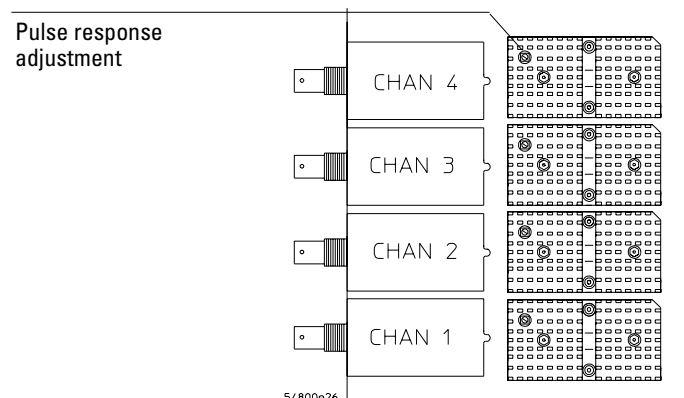 Pulse response
adjustment
CHAN 4
CHAN 3
CHAN 2
CHAN 1